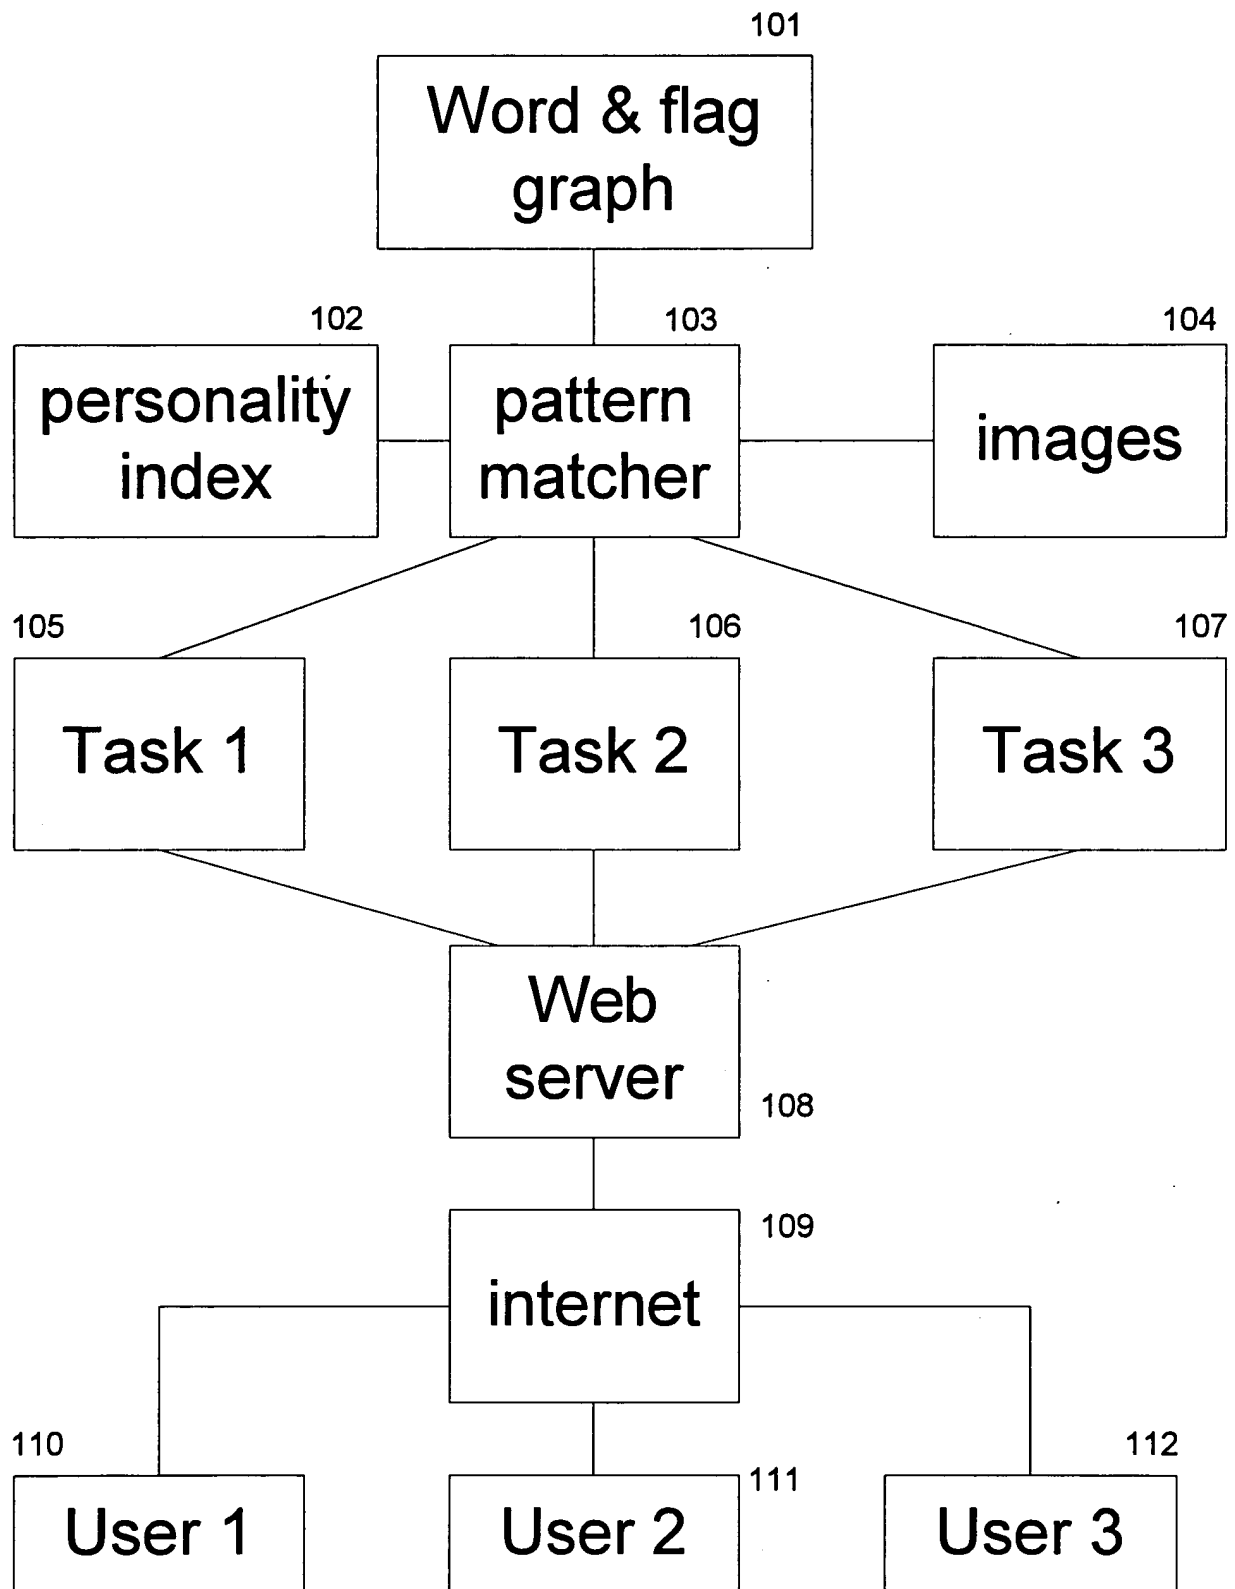 101
Word & flag
graph
102
103
104
personality
index
pattern
matcher
images
105
106
107
Task 1
Task 2
Task 3
Web
server
108
109
internet
110
111
112
User 1
User 2
User 3